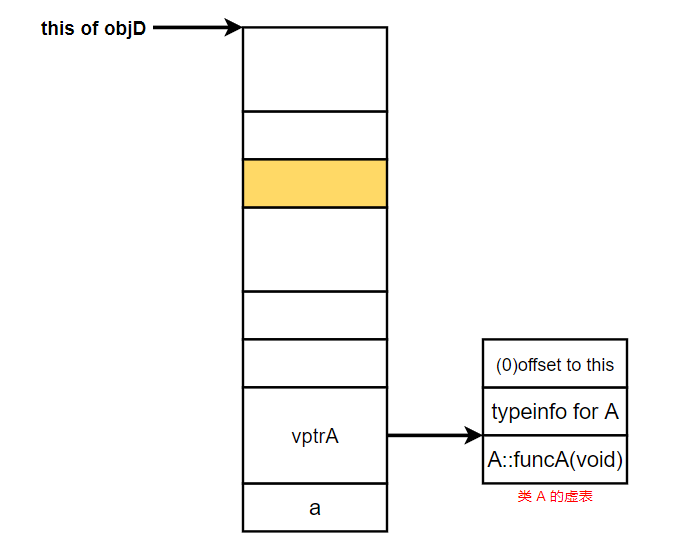 this of objD
(0)offset to this
typeinfo for A
vptrA
A::funcA(void)
类 A 的虚表
a